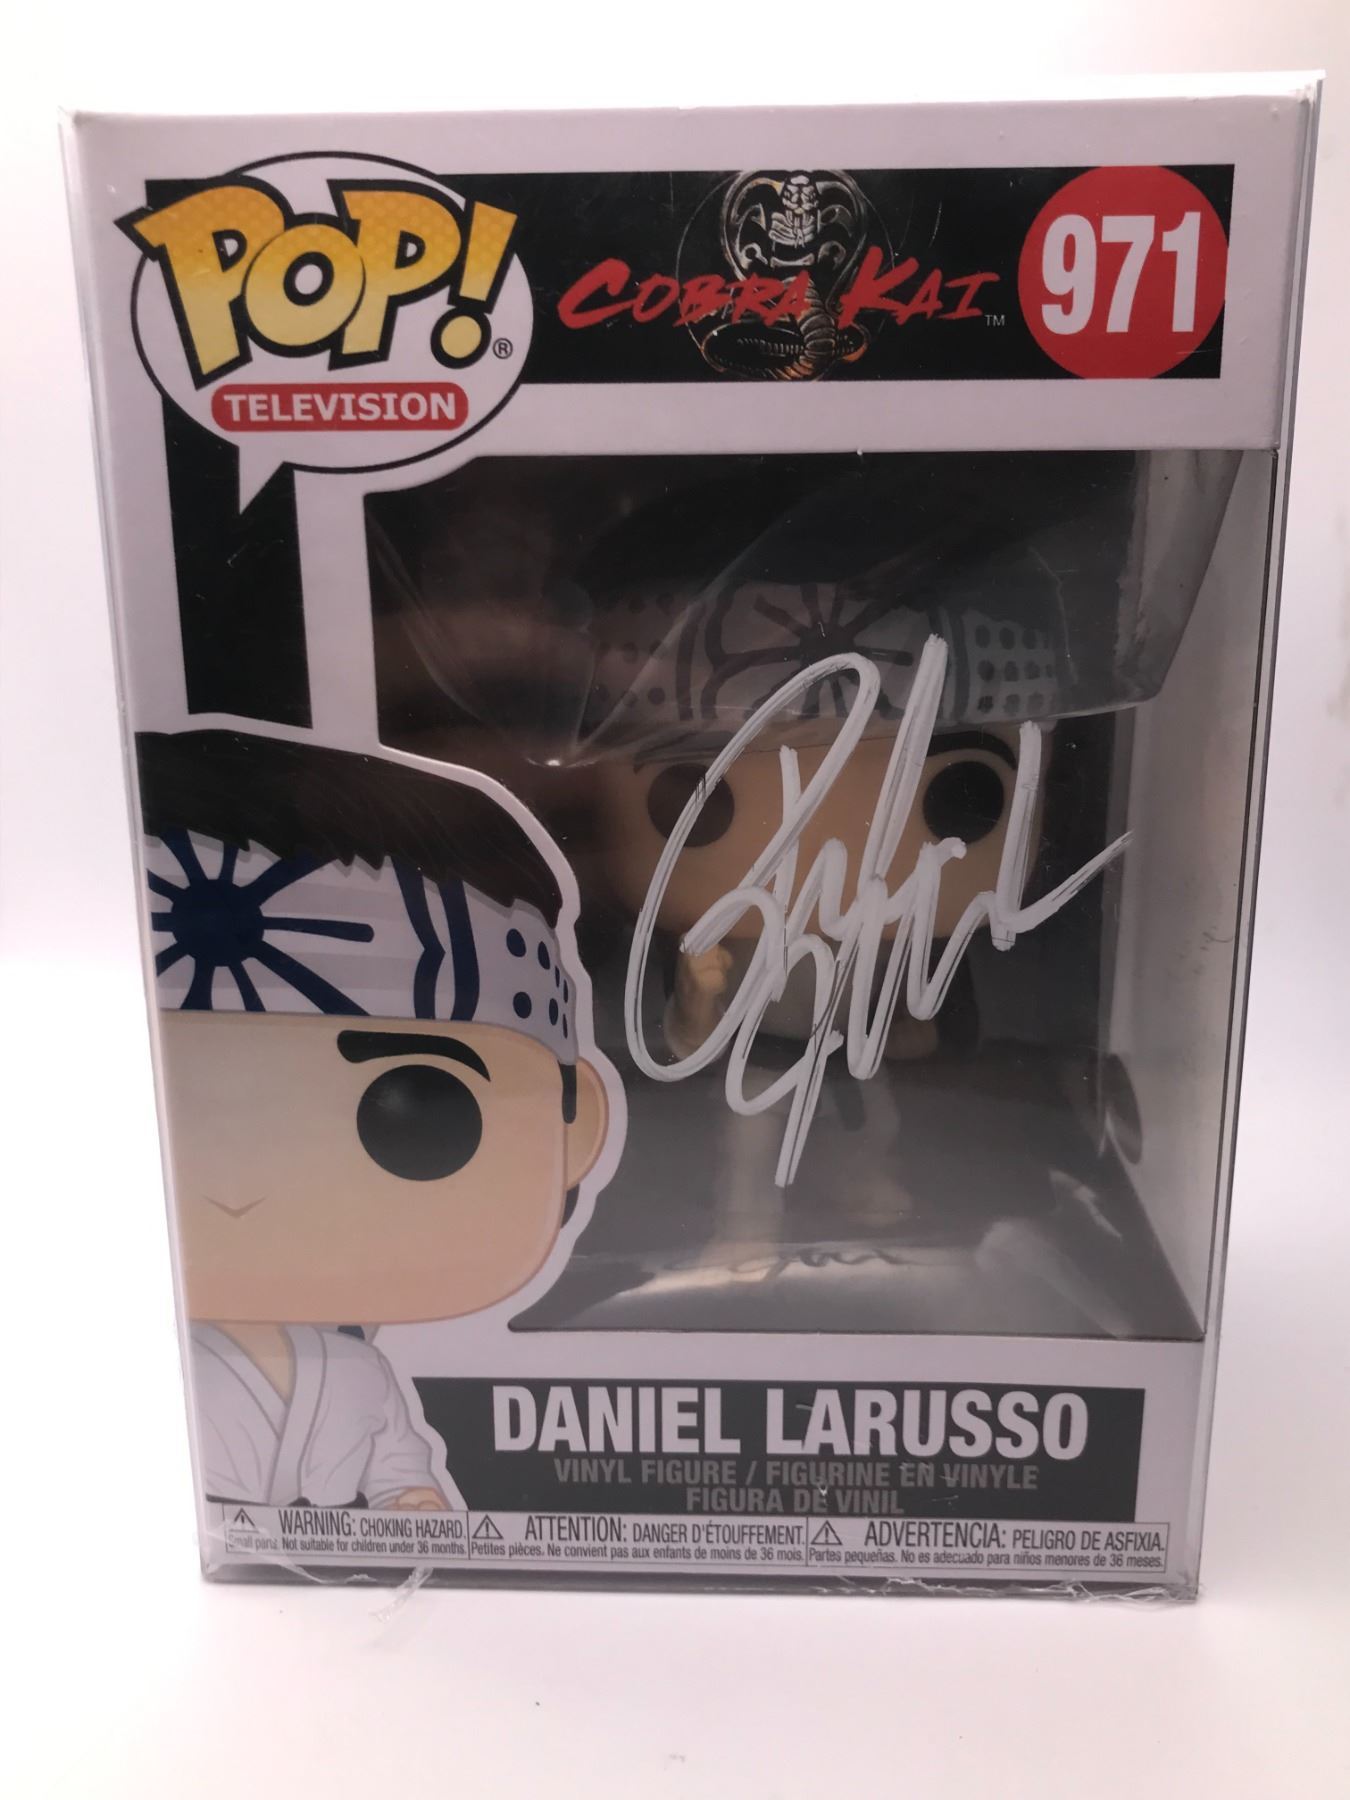 POP!®
TELEVISION
COBRA KAI™
971
DANIEL LARUSSO
VINYL FIGURE / FIGURINE EN VINYLE
FIGURA DE VINIL
WARNING: CHOKING HAZARD.
Small parts. Not suitable for children under 36 months.
ATTENTION: DANGER D'ÉTOUFFEMENT.
Petites pièces. Ne convient pas aux enfants de moins de 36 mois.
ADVERTENCIA: PELIGRO DE ASFIXIA.
Partes pequeñas. No es adecuado para niños menores de 36 meses.